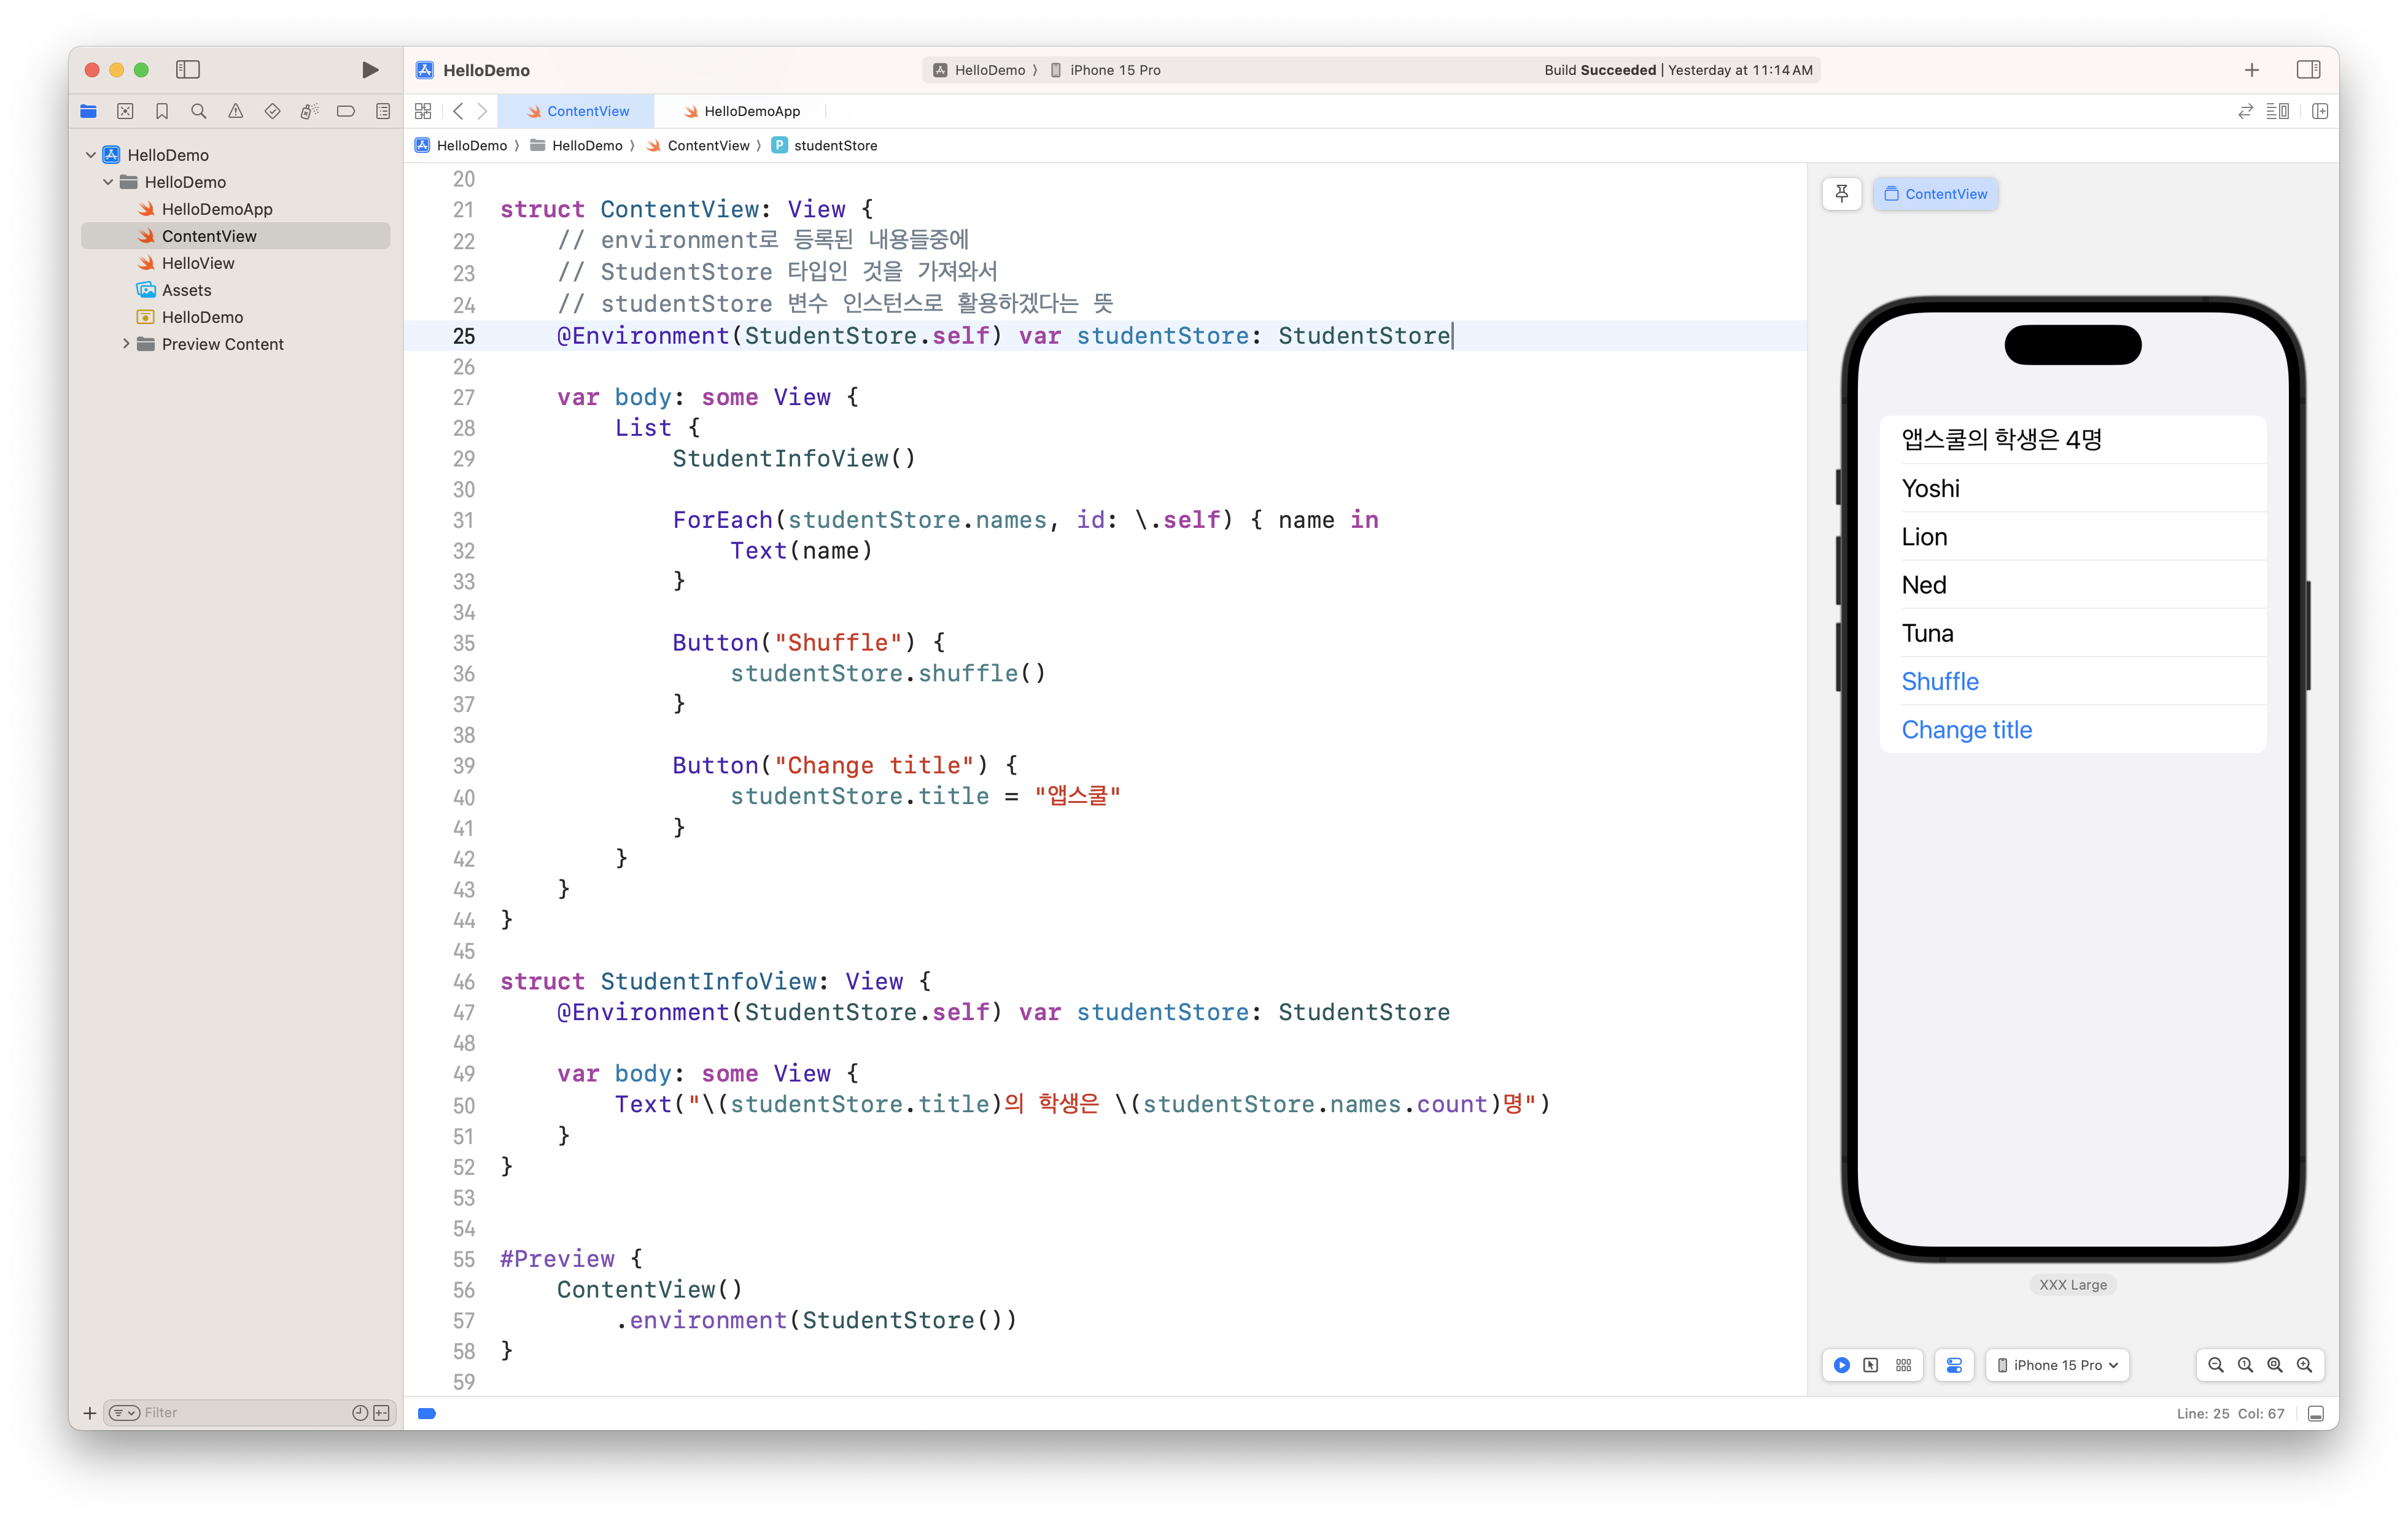 HelloDemo
HelloDemo 〉 iPhone 15 Pro
Build Succeeded | Yesterday at 11:14 AM
ContentView
HelloDemoApp
HelloDemo 〉 HelloDemo 〉 ContentView 〉 P studentStore
HelloDemo
HelloDemo
HelloDemoApp
ContentView
HelloView
Assets
HelloDemo
Preview Content
Filter
20
21 struct ContentView: View {
22 // environment로 등록된 내용들중에
23 // StudentStore 타입인 것을 가져와서
24 // studentStore 변수 인스턴스로 활용하겠다는 뜻
25 @Environment(StudentStore.self) var studentStore: StudentStore
26
27 var body: some View {
28 List {
29 StudentInfoView()
30
31 ForEach(studentStore.names, id: \.self) { name in
32 Text(name)
33 }
34
35 Button("Shuffle") {
36 studentStore.shuffle()
37 }
38
39 Button("Change title") {
40 studentStore.title = "앱스쿨"
41 }
42 }
43 }
44 }
45
46 struct StudentInfoView: View {
47 @Environment(StudentStore.self) var studentStore: StudentStore
48
49 var body: some View {
50 Text("\(studentStore.title)의 학생은 \(studentStore.names.count)명")
51 }
52 }
53
54
55 #Preview {
56 ContentView()
57 .environment(StudentStore())
58 }
59
ContentView
앱스쿨의 학생은 4명
Yoshi
Lion
Ned
Tuna
Shuffle
Change title
XXX Large
iPhone 15 Pro
Line: 25 Col: 67